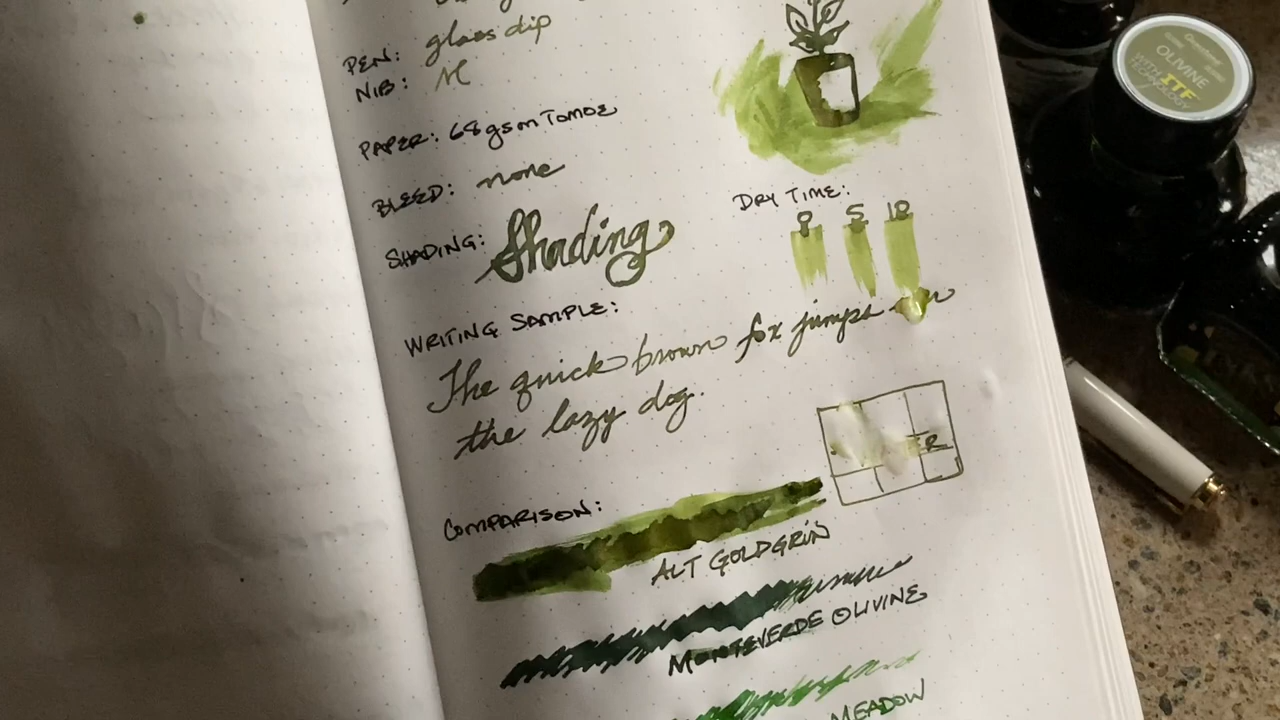 PEN: glass dip
NIB: M
PAPER: 68gsm TOMOE
BLEED: none
SHADING: Shading
DRY TIME:
0 5 10
WRITING SAMPLE:
The quick brown fox jumps
the lazy dog.
COMPARISON:
ALT GOLDGRÜN
MONTEVERDE OLIVINE
MEADOW
OLIVINE
WITH ITF
TECHNOLOGY